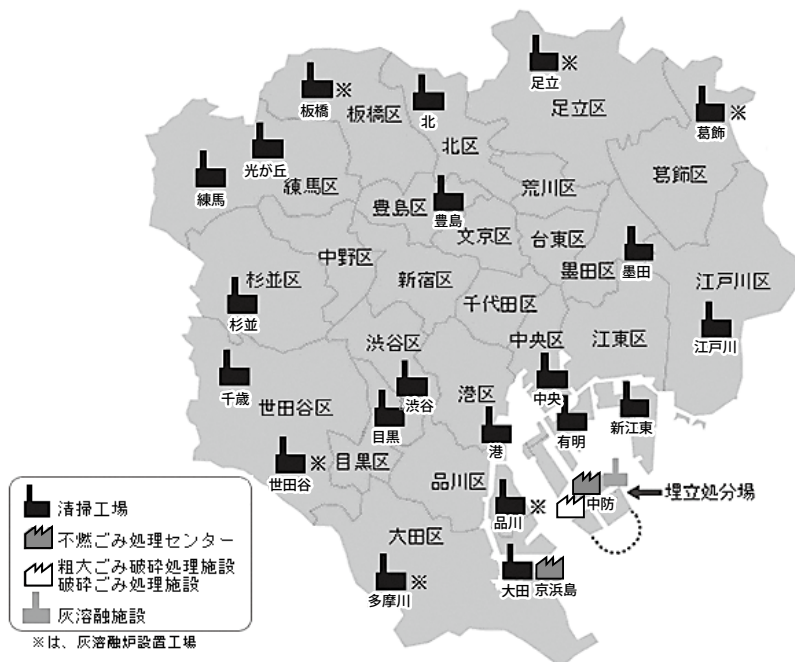 足立
※
足立区
板橋
※
板橋区
北
北区
葛飾
※
葛飾区
光が丘
練馬
練馬区
豊島区
豊島
文京区
荒川区
台東区
墨田区
墨田
江戸川区
江戸川
中野区
杉並区
杉並
新宿区
千代田区
中央区
江東区
渋谷区
渋谷
千歳
世田谷区
目黒
港区
港
中央
有明
新江東
世田谷
※
目黒区
品川区
品川
※
中防
埋立処分場
大田区
多摩川
※
大田
京浜島
清掃工場
不燃ごみ処理センター
粗大ごみ破砕処理施設
破砕ごみ処理施設
灰溶融施設
※は、灰溶融炉設置工場